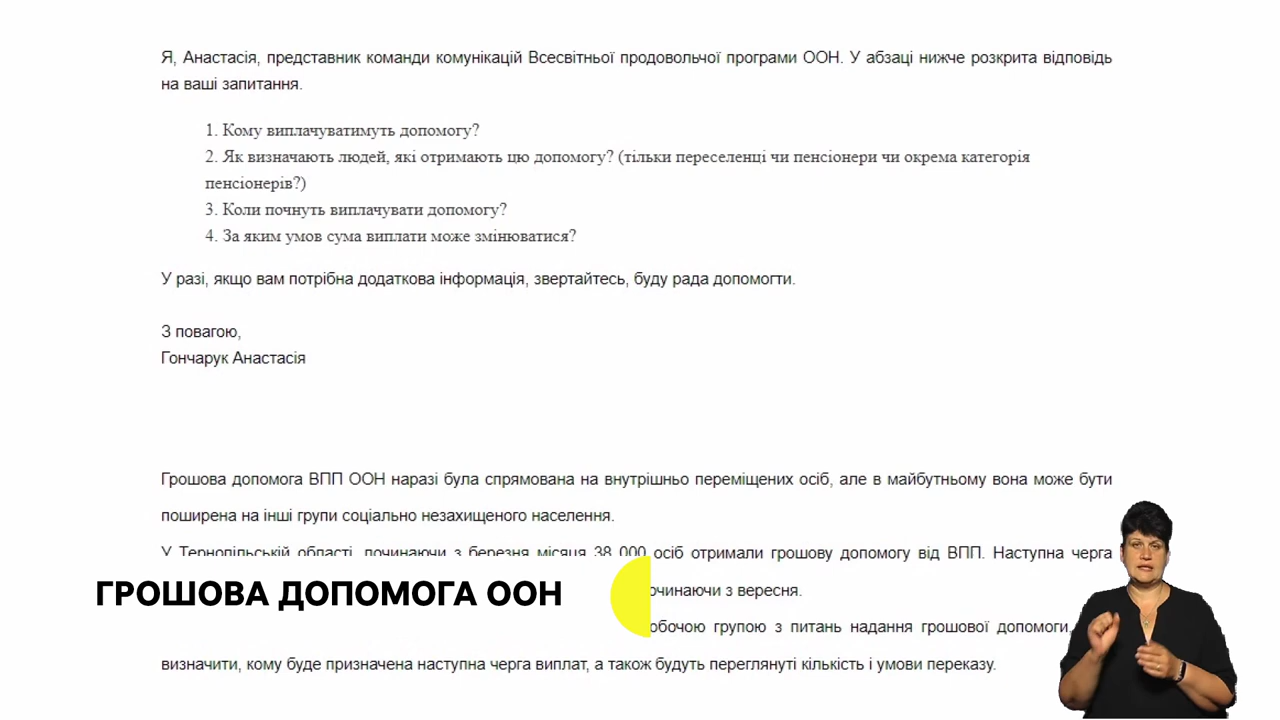 Я, Анастасія, представник команди комунікацій Всесвітньої продовольчої програми ООН. У абзаці нижче розкрита відповідь
на ваші запитання.
1. Кому виплачуватимуть допомогу?
2. Як визначають людей, які отримають цю допомогу? (тільки переселенці чи пенсіонери чи окрема категорія
пенсіонерів?)
3. Коли почнуть виплачувати допомогу?
4. За яким умов сума виплати може змінюватися?
У разі, якщо вам потрібна додаткова інформація, звертайтесь, буду рада допомогти.
З повагою,
Гончарук Анастасія
Грошова допомога ВПП ООН наразі була спрямована на внутрішньо переміщених осіб, але в майбутньому вона може бути
поширена на інші групи соціально незахищеного населення.
У Тернопільській області, починаючи з березня місяця 38 000 осіб отримали грошову допомогу від ВПП. Наступна черга
очинаючи з вересня.
ГРОШОВА ДОПОМОГА ООН
обочою групою з питань надання грошової допомоги,
визначити, кому буде призначена наступна черга виплат, а також будуть переглянуті кількість і умови переказу.